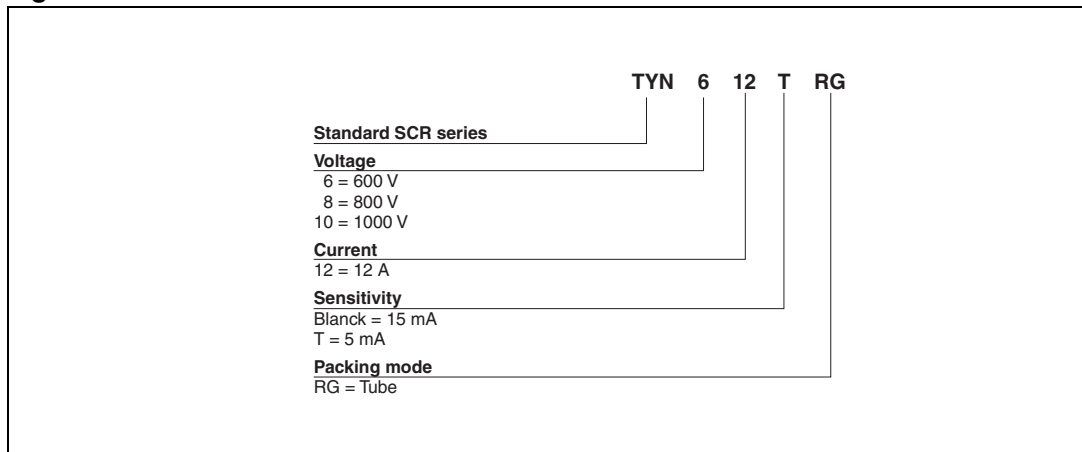 TYN 6 12 T RG
Standard SCR series
Voltage
6 = 600 V
8 = 800 V
10 = 1000 V
Current
12 = 12 A
Sensitivity
Blanck = 15 mA
T = 5 mA
Packing mode
RG = Tube